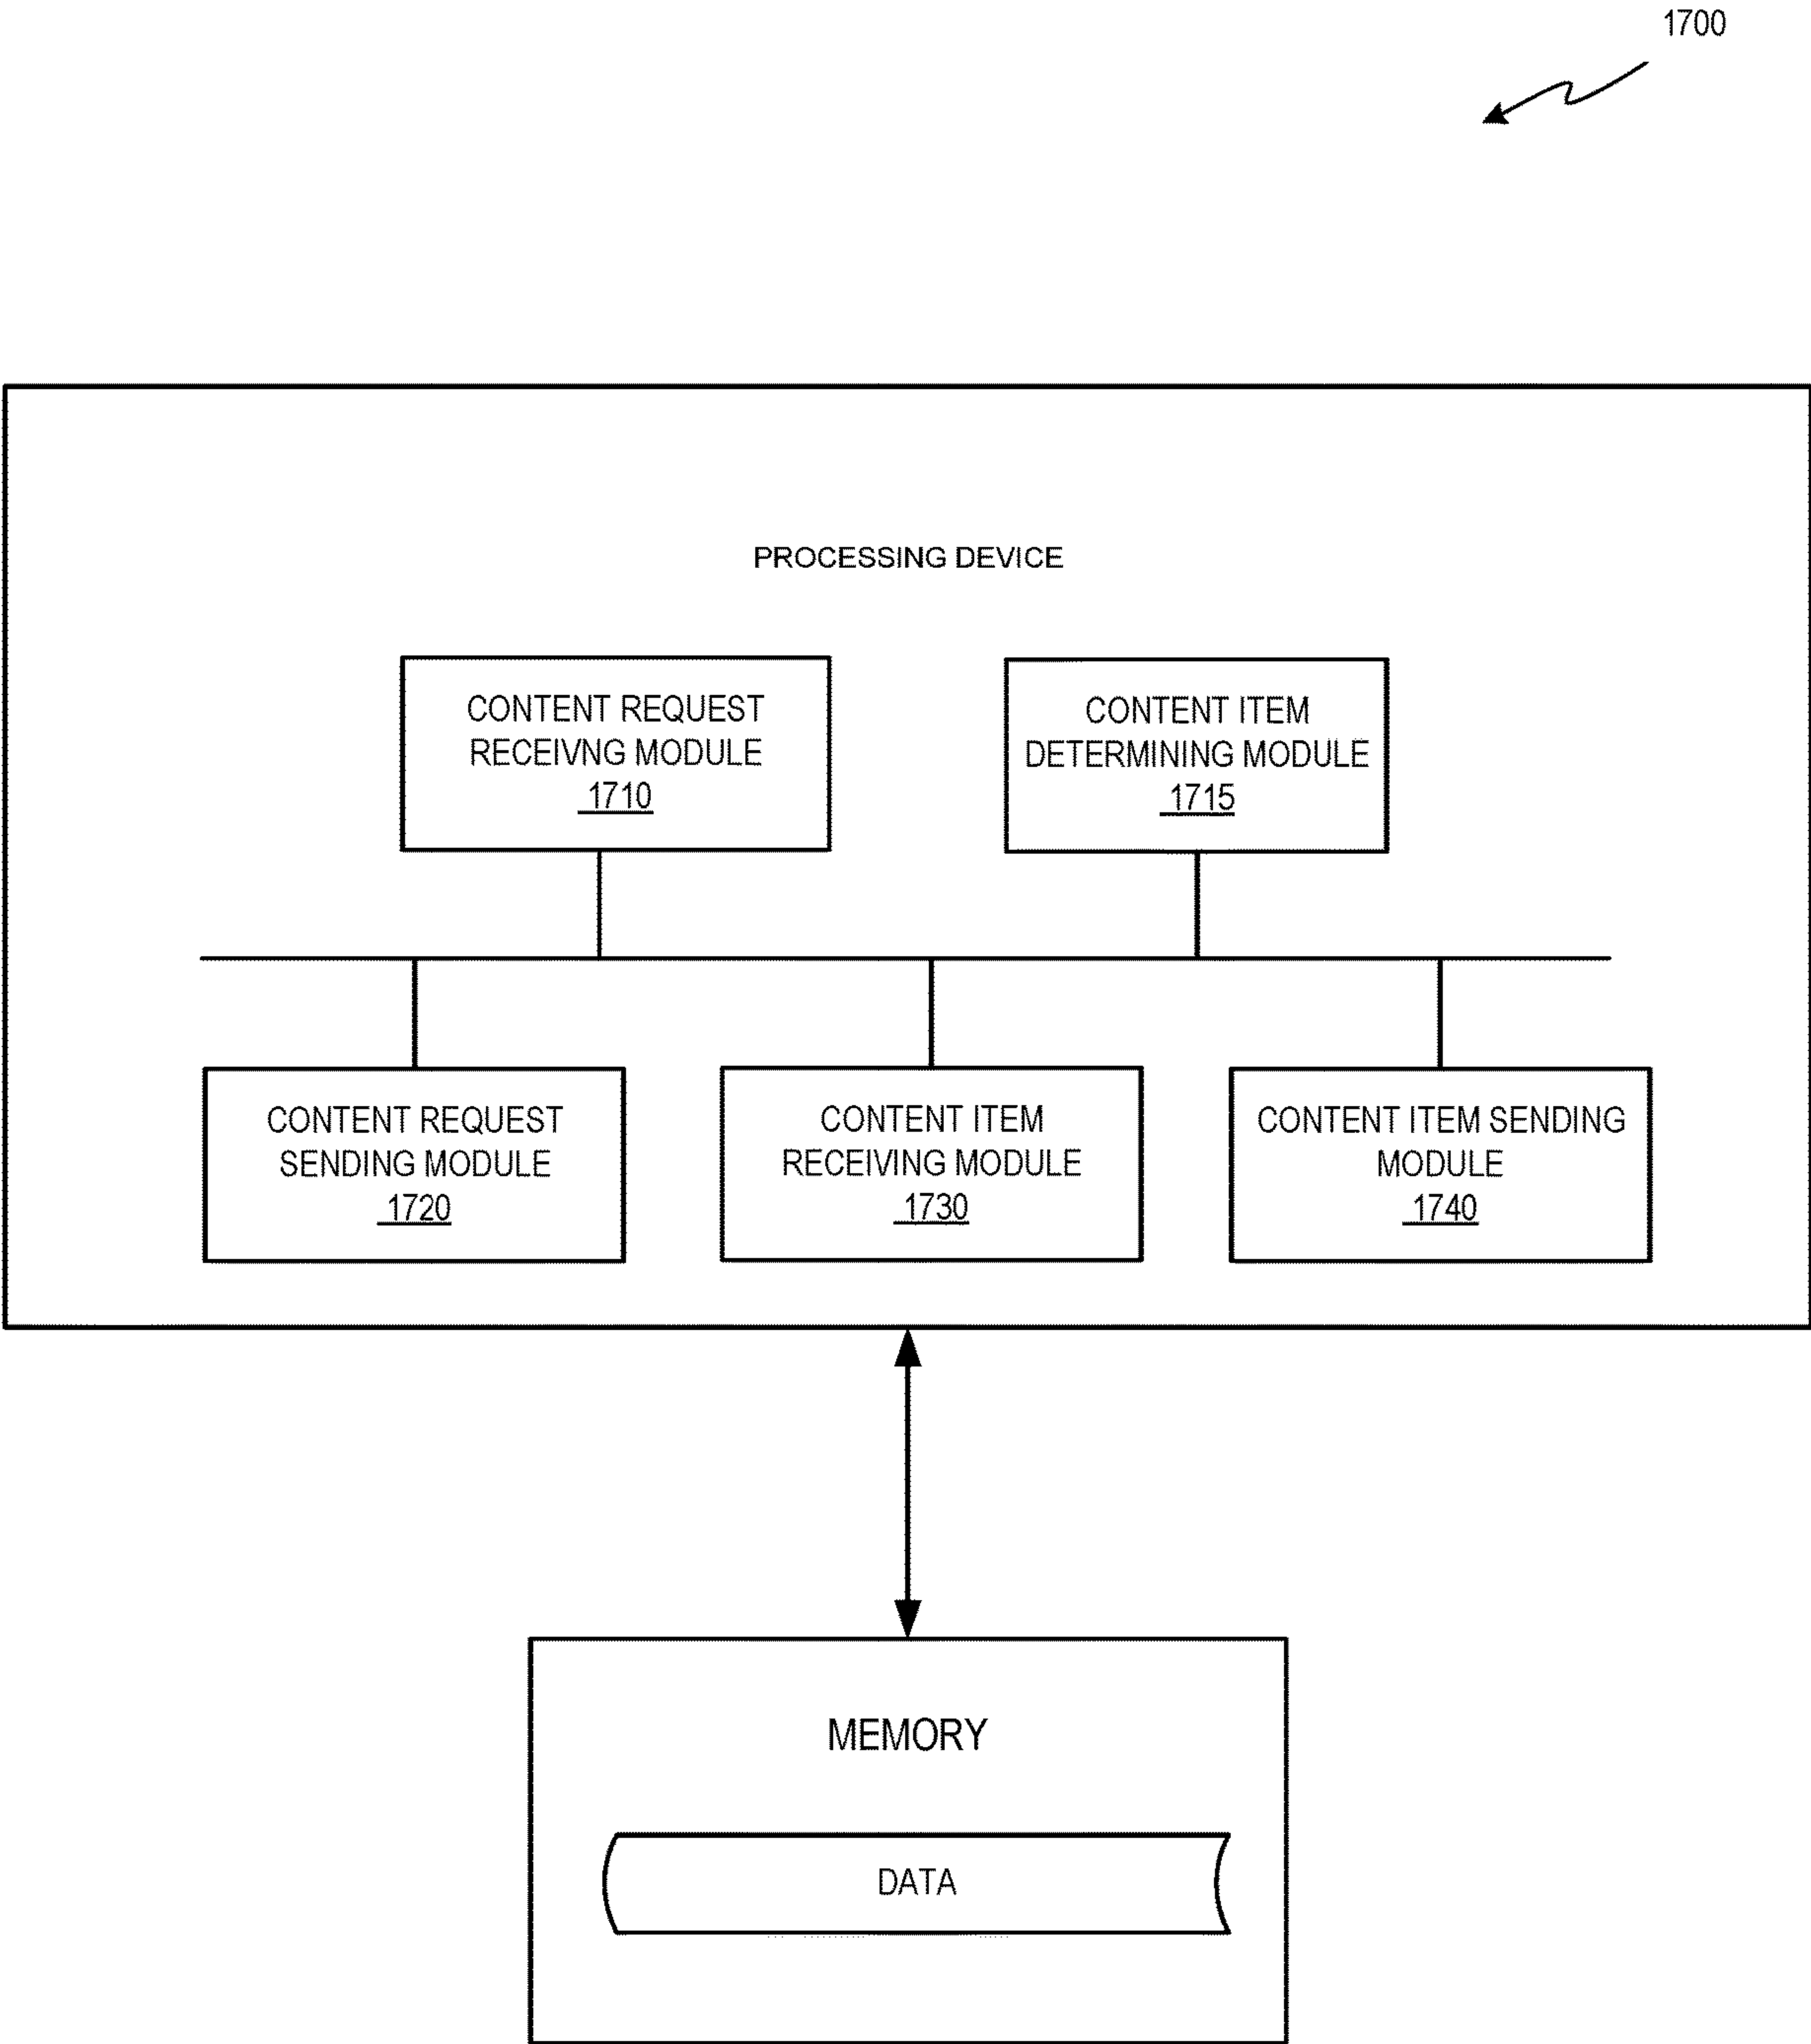 1700
PROCESSING DEVICE
CONTENT REQUEST
RECEIVNG MODULE
1710
CONTENT ITEM
DETERMINING MODULE
1715
CONTENT REQUEST
SENDING MODULE
1720
CONTENT ITEM
RECEIVING MODULE
1730
CONTENT ITEM SENDING
MODULE
1740
MEMORY
DATA